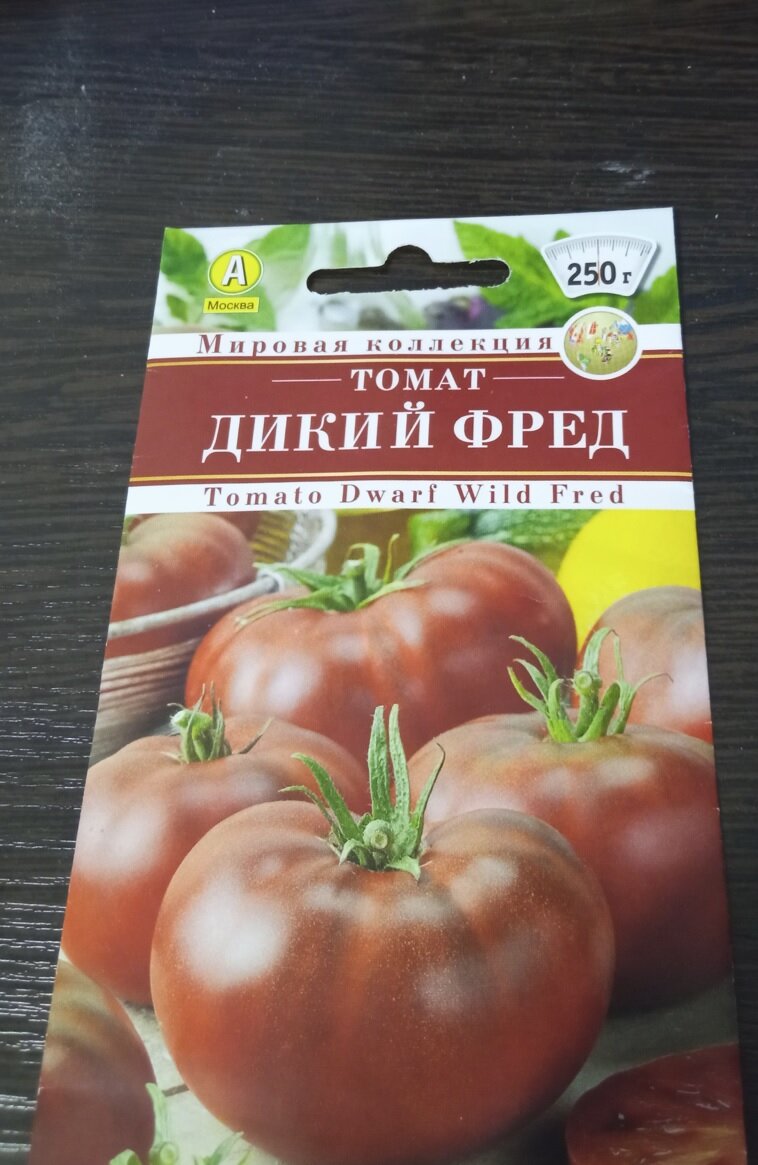 А
Москва
250 г
Мировая коллекция
ТОМАТ
ДИКИЙ ФРЕД
Tomato Dwarf Wild Fred